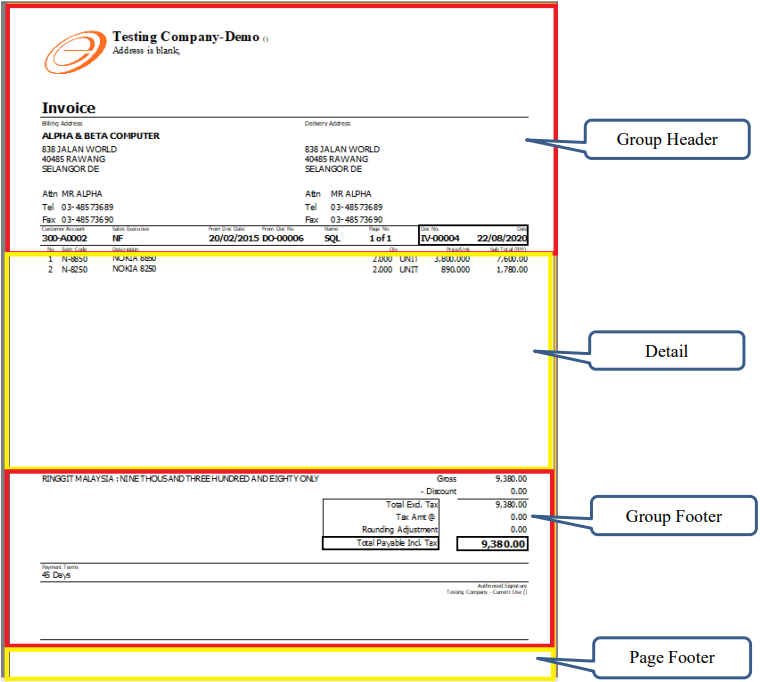 Testing Company-Demo ()
Address is blank,
Invoice
Billing Address Delivery Address
ALPHA & BETA COMPUTER
838 JALAN WORLD 838 JALAN WORLD
40485 RAWANG 40485 RAWANG
SELANGOR DE SELANGOR DE
Attn MR ALPHA Attn MR ALPHA
Tel 03-48573689 Tel 03-48573689
Fax 03-48573690 Fax 03-48573690
Customer Account Sales Executive From Doc Date From Doc No Name Page No Doc No. Date
300-A0002 NF 20/02/2015 DO-00006 SQL 1 of 1 IV-00004 22/08/2020
No Item Code Description Qty Price/Unit Sub Total (RM)
1 N-8850 NOKIA 8850 2.000 UNIT 3,800.000 7,600.00
2 N-8250 NOKIA 8250 2.000 UNIT 890.000 1,780.00
RINGGIT MALAYSIA : NINE THOUSAND THREE HUNDRED AND EIGHTY ONLY Gross 9,380.00
- Discount 0.00
Total Excl. Tax 9,380.00
Tax Amt @ 0.00
Rounding Adjustment 0.00
Total Payable Incl. Tax 9,380.00
Payment Terms
45 Days
Authorised Signature
Testing Company - Current Use ()
Group Header
Detail
Group Footer
Page Footer